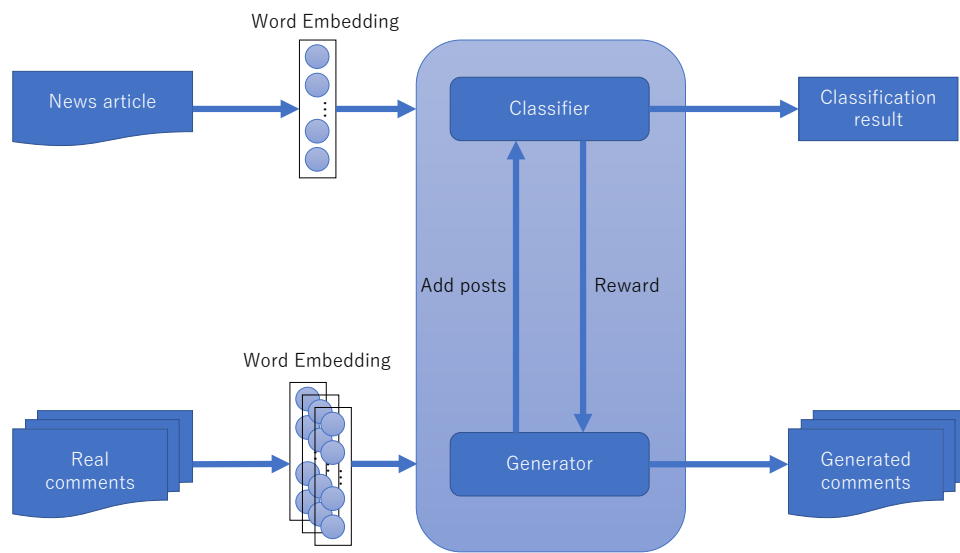 Word Embedding
News article
Classifier
Classification
result
Add posts
Reward
Word Embedding
Real
comments
Generator
Generated
comments